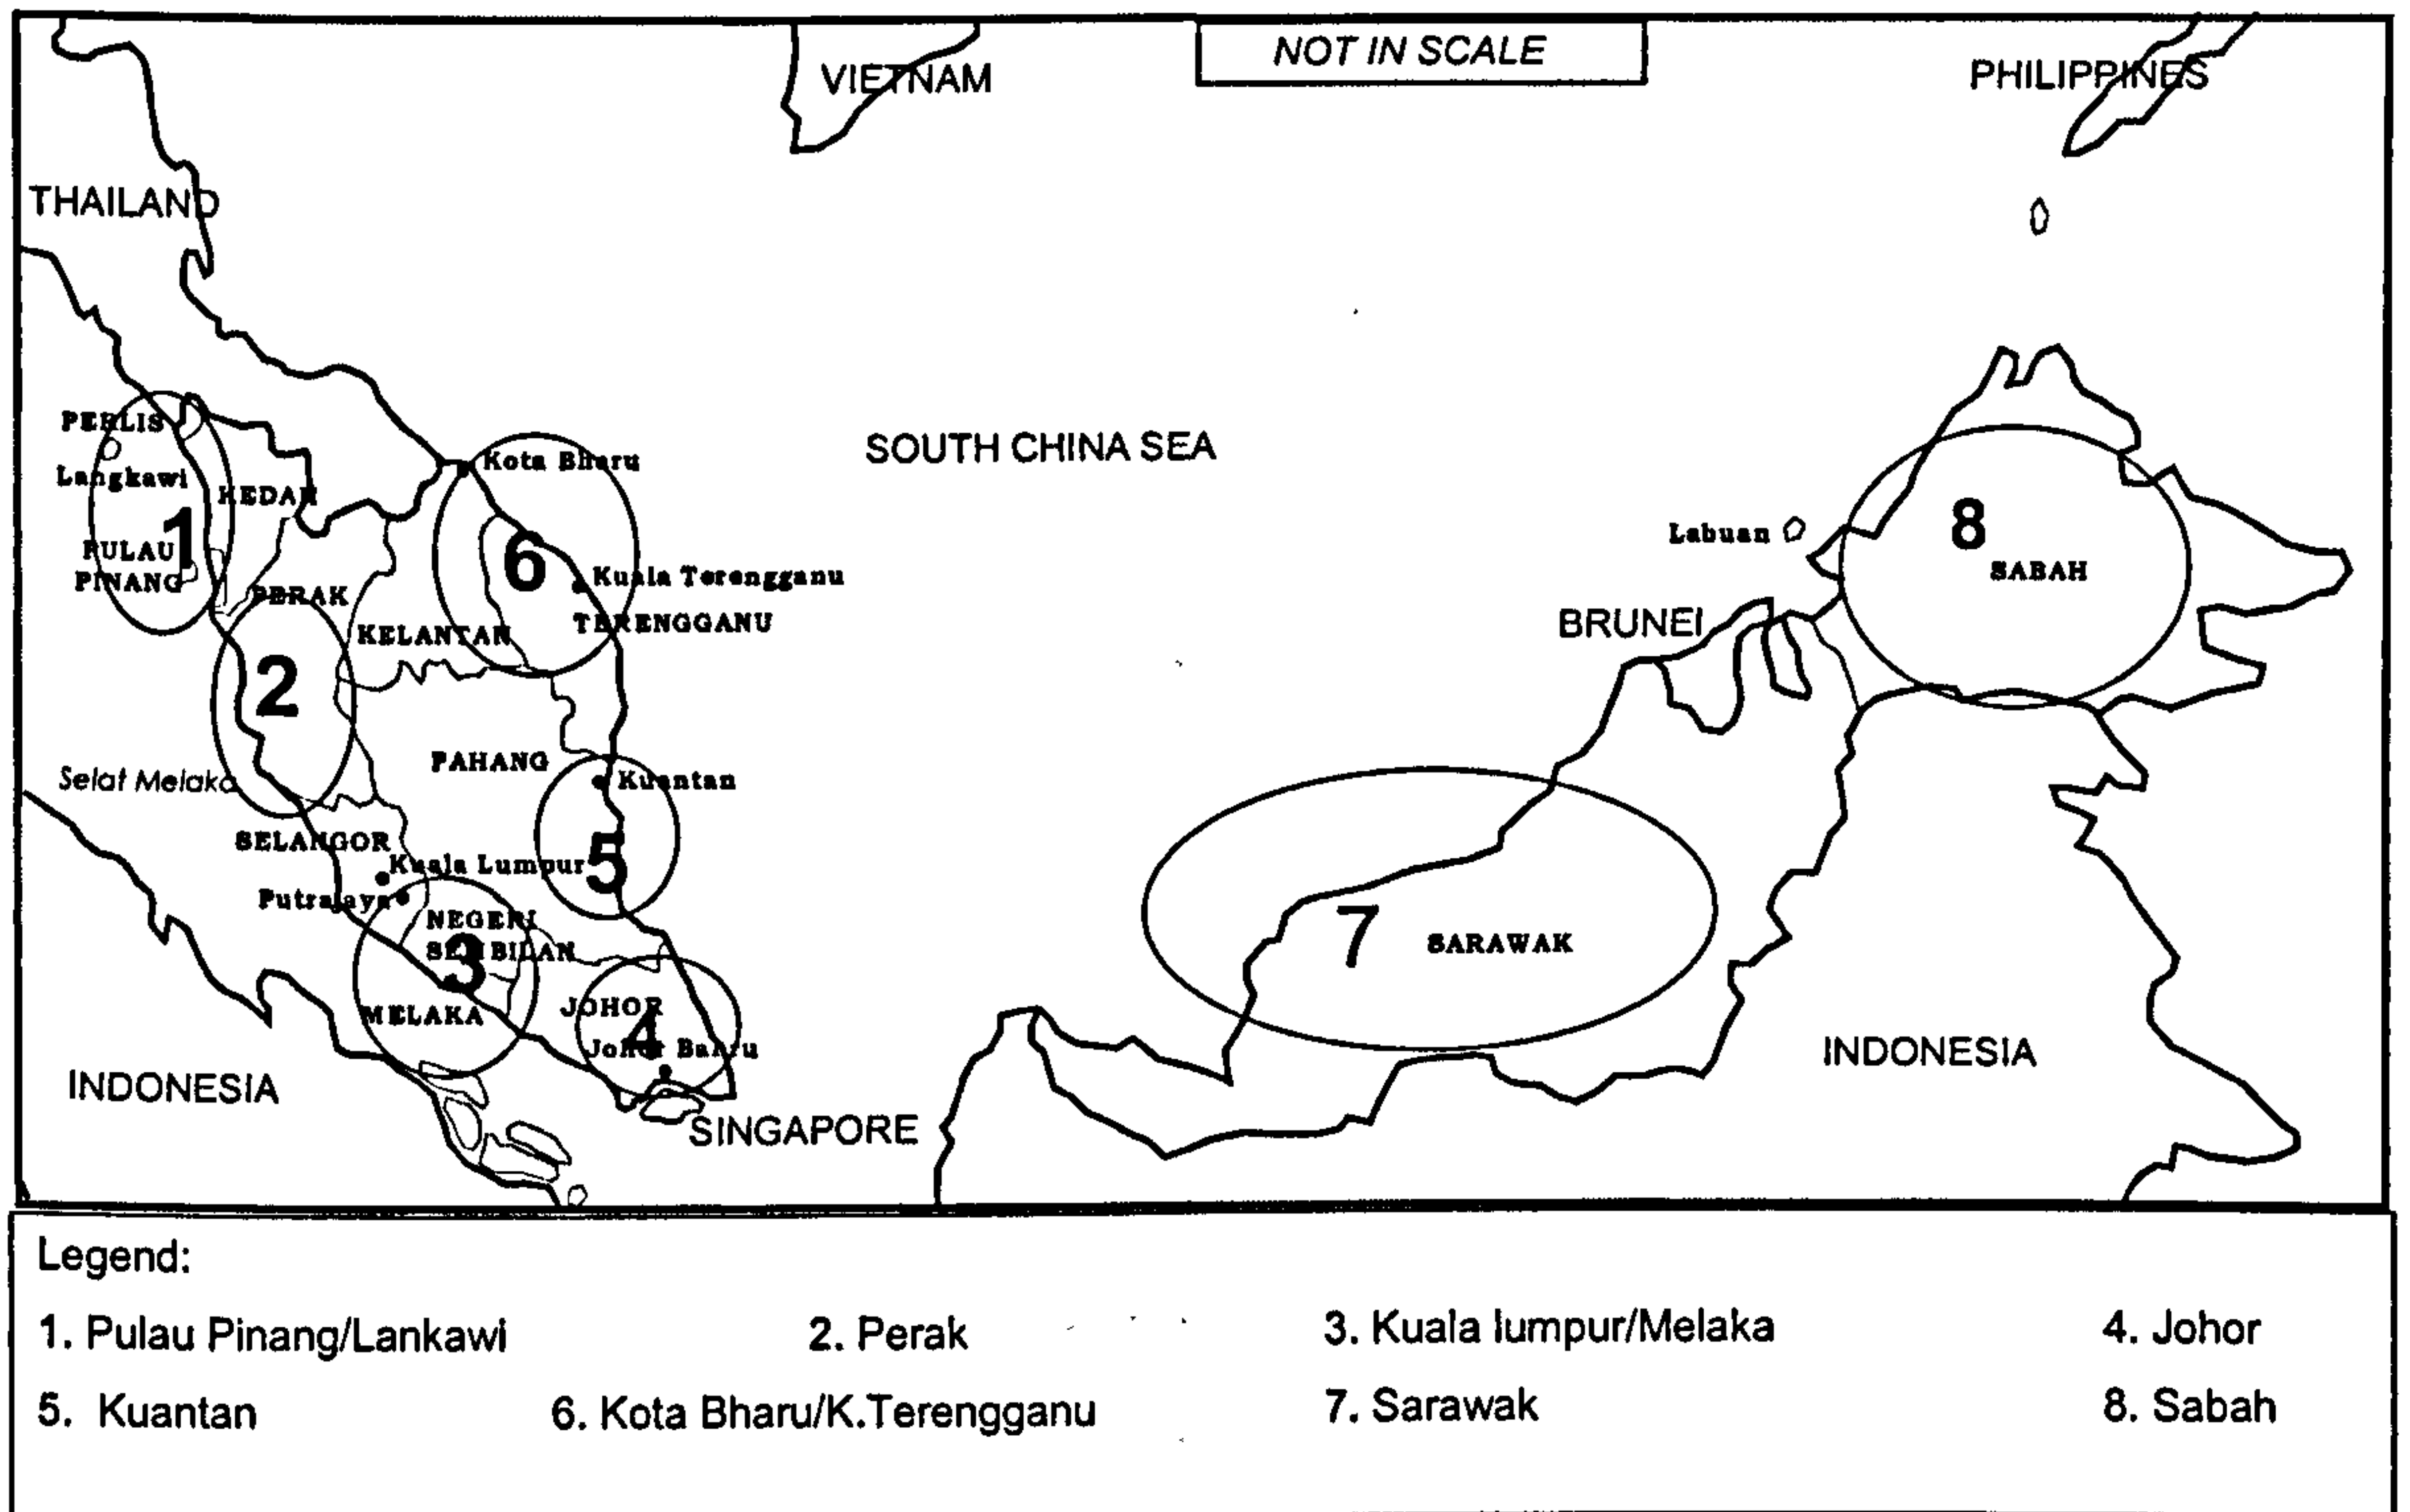 NOT IN SCALE
VIETNAM
PHILIPPINES
THAILAND
PERLIS
Langkawi
KEDAH
1
PULAU
PINANG
Kota Bharu
6
Kuala Terengganu
TERENGGANU
PERAK
KELANTAN
2
SOUTH CHINA SEA
8
Labuan
SABAH
BRUNEI
PAHANG
Selat Melaka
Kuantan
SELANGOR
5
Kuala Lumpur
Putrajaya
NEGERI
SEMBILAN
3
MELAKA
JOHOR
4
Johor Bahru
7
SARAWAK
INDONESIA
INDONESIA
SINGAPORE
Legend:
1. Pulau Pinang/Lankawi 2. Perak 3. Kuala lumpur/Melaka 4. Johor
5. Kuantan 6. Kota Bharu/K.Terengganu 7. Sarawak 8. Sabah